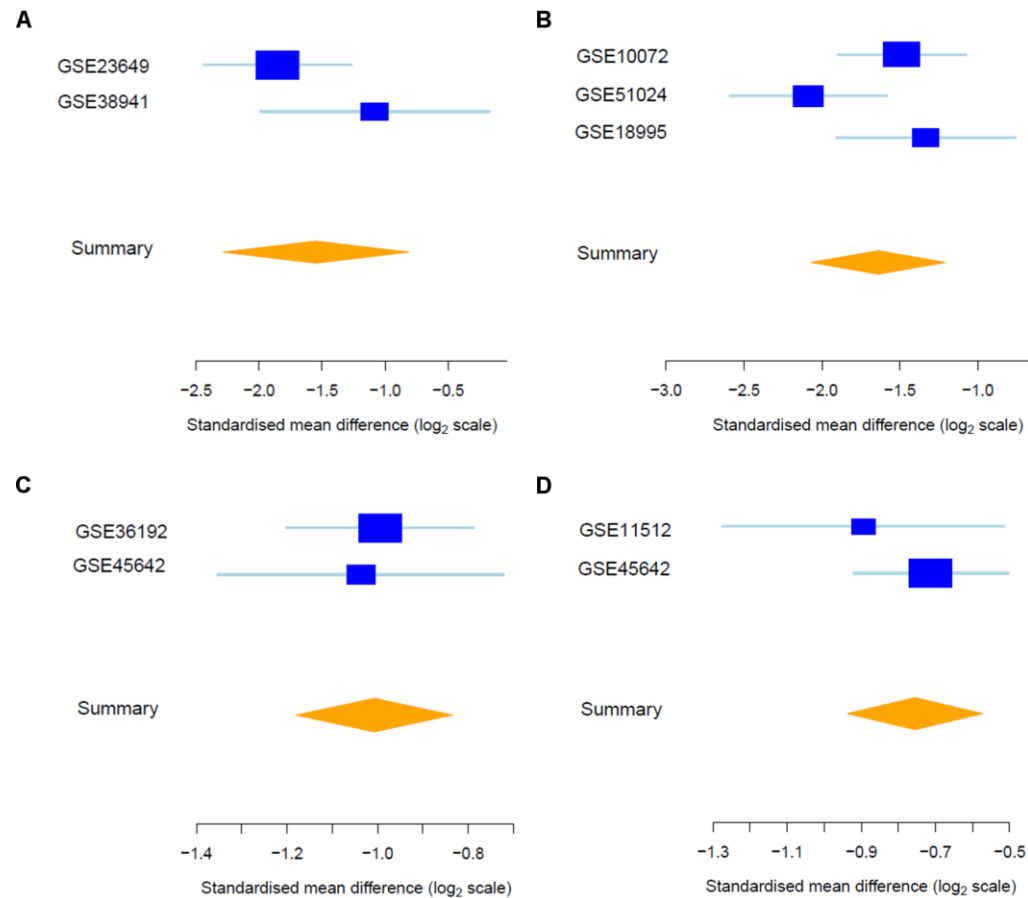 A
GSE23649
GSE38941
Summary
−2.5 −2.0 −1.5 −1.0 −0.5
Standardised mean difference (log₂ scale)
B
GSE10072
GSE51024
GSE18995
Summary
−3.0 −2.0 −1.5 −1.0
Standardised mean difference (log₂ scale)
C
GSE36192
GSE45642
Summary
−1.4 −1.2 −1.0 −0.8
Standardised mean difference (log₂ scale)
D
GSE11512
GSE45642
Summary
−1.3 −1.1 −0.9 −0.7 −0.5
Standardised mean difference (log₂ scale)